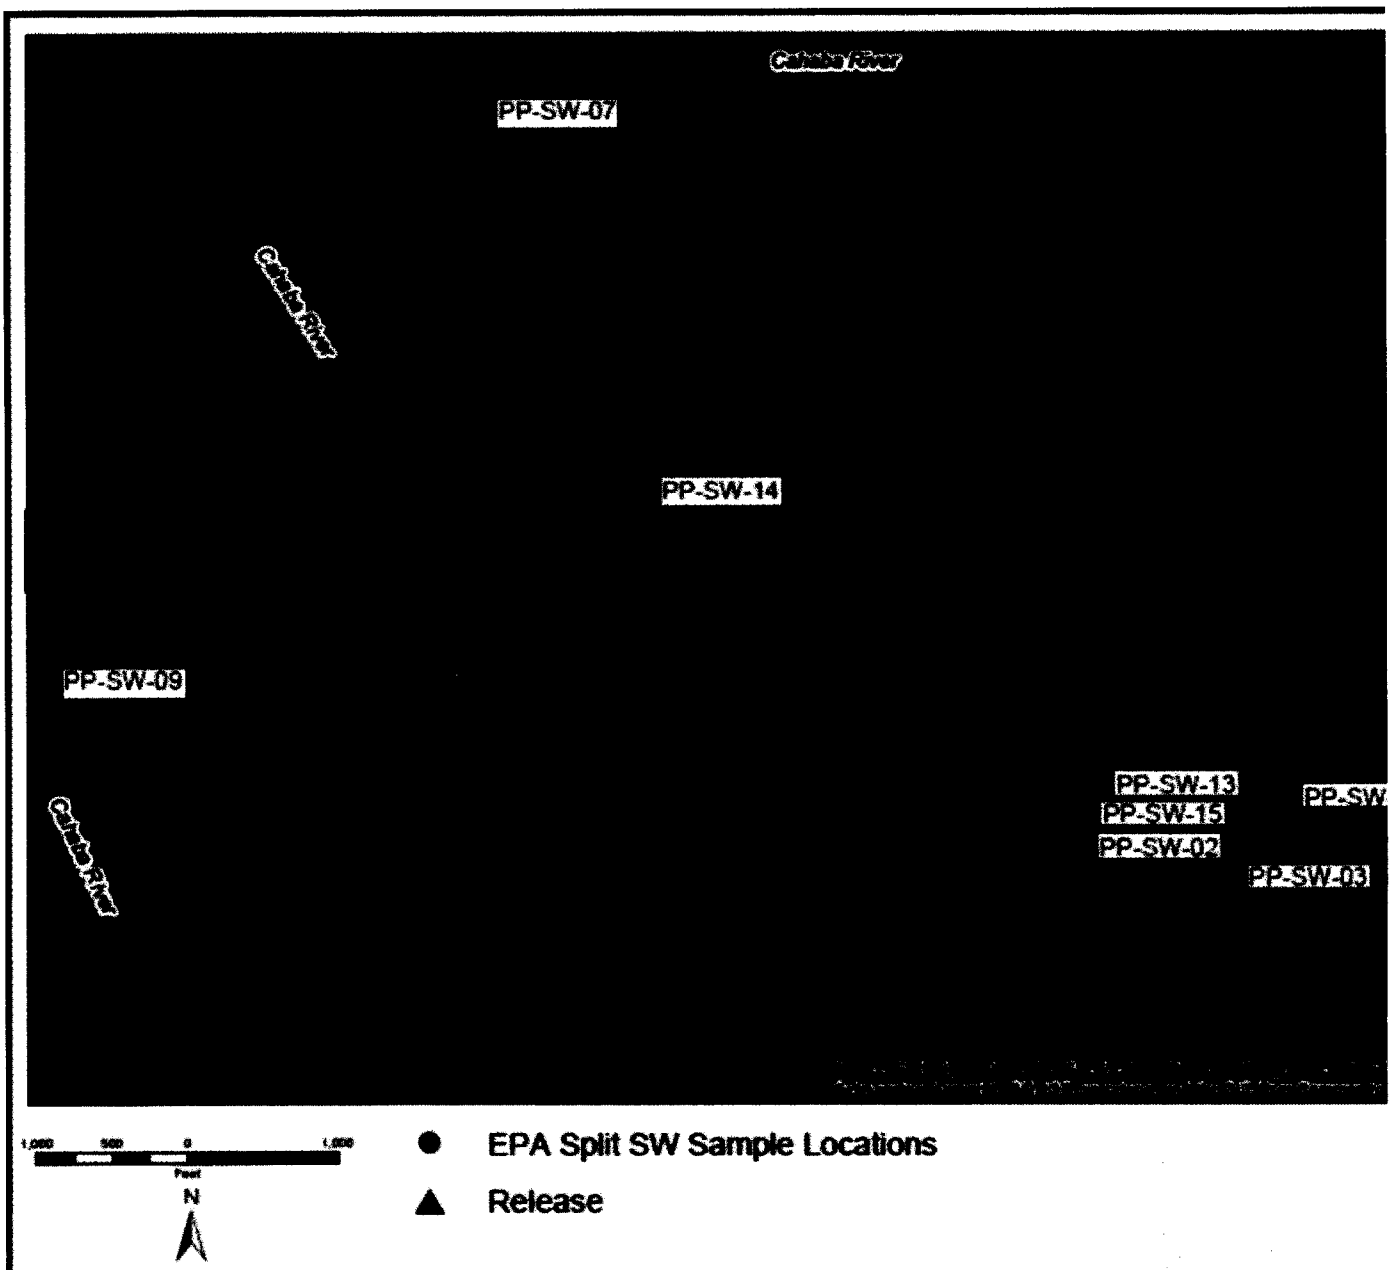 Cahaba River
PP-SW-07
Cahaba River
PP-SW-14
PP-SW-09
PP-SW-13
PP-SW-
PP-SW-15
Cahaba River
PP-SW-02
PP-SW-03
1,000 500 0 1,000
Feet
N
EPA Split SW Sample Locations
Release